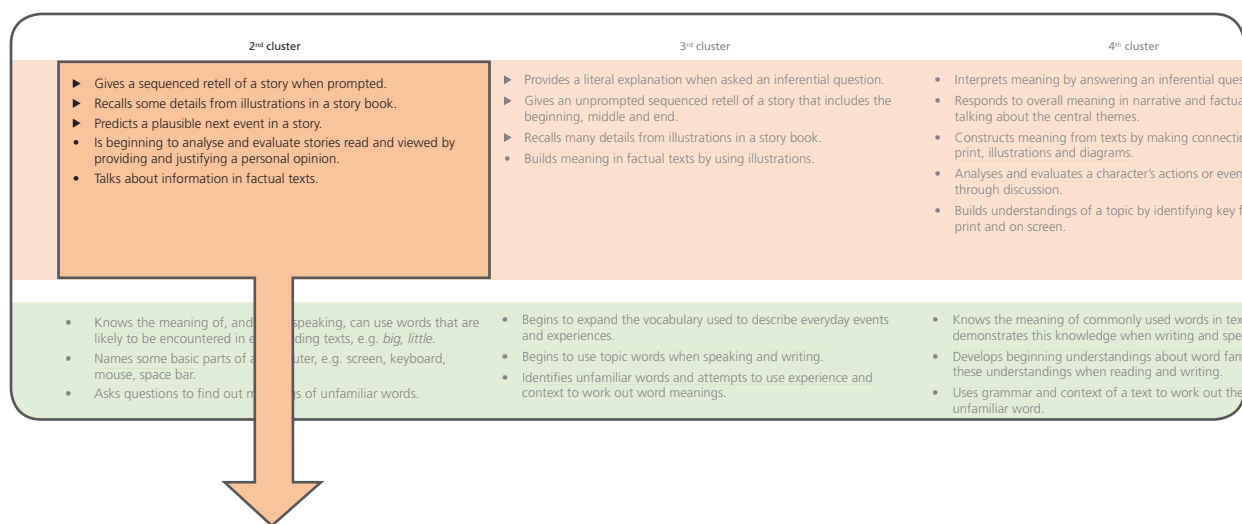 2nd cluster
3rd cluster
4th cluster
▶ Gives a sequenced retell of a story when prompted.
▶ Recalls some details from illustrations in a story book.
▶ Predicts a plausible next event in a story.
• Is beginning to analyse and evaluate stories read and viewed by
providing and justifying a personal opinion.
• Talks about information in factual texts.
▶ Provides a literal explanation when asked an inferential question.
▶ Gives an unprompted sequenced retell of a story that includes the
beginning, middle and end.
▶ Recalls many details from illustrations in a story book.
• Builds meaning in factual texts by using illustrations.
• Interprets meaning by answering an inferential
• Responds to overall meaning in narrative and
talking about the central themes.
• Constructs meaning from texts by making
print, illustrations and diagrams.
• Analyses and evaluates a character's actions or
through discussion.
• Builds understandings of a topic by identifying key
print and on screen.
• Knows the meaning of, and speaking, can use words that are
likely to be encountered in texts, e.g. big, little.
• Names some basic parts of a e.g. screen, keyboard,
mouse, space bar.
• Asks questions to find out of unfamiliar words.
• Begins to expand the vocabulary used to describe everyday events
and experiences.
• Begins to use topic words when speaking and writing.
• Identifies unfamiliar words and attempts to use experience and
context to work out word meanings.
• Knows the meaning of commonly used words in
demonstrates this knowledge when writing and
• Develops beginning understandings about word
these understandings when reading and writing.
• Uses grammar and context of a text to work out the
unfamiliar word.